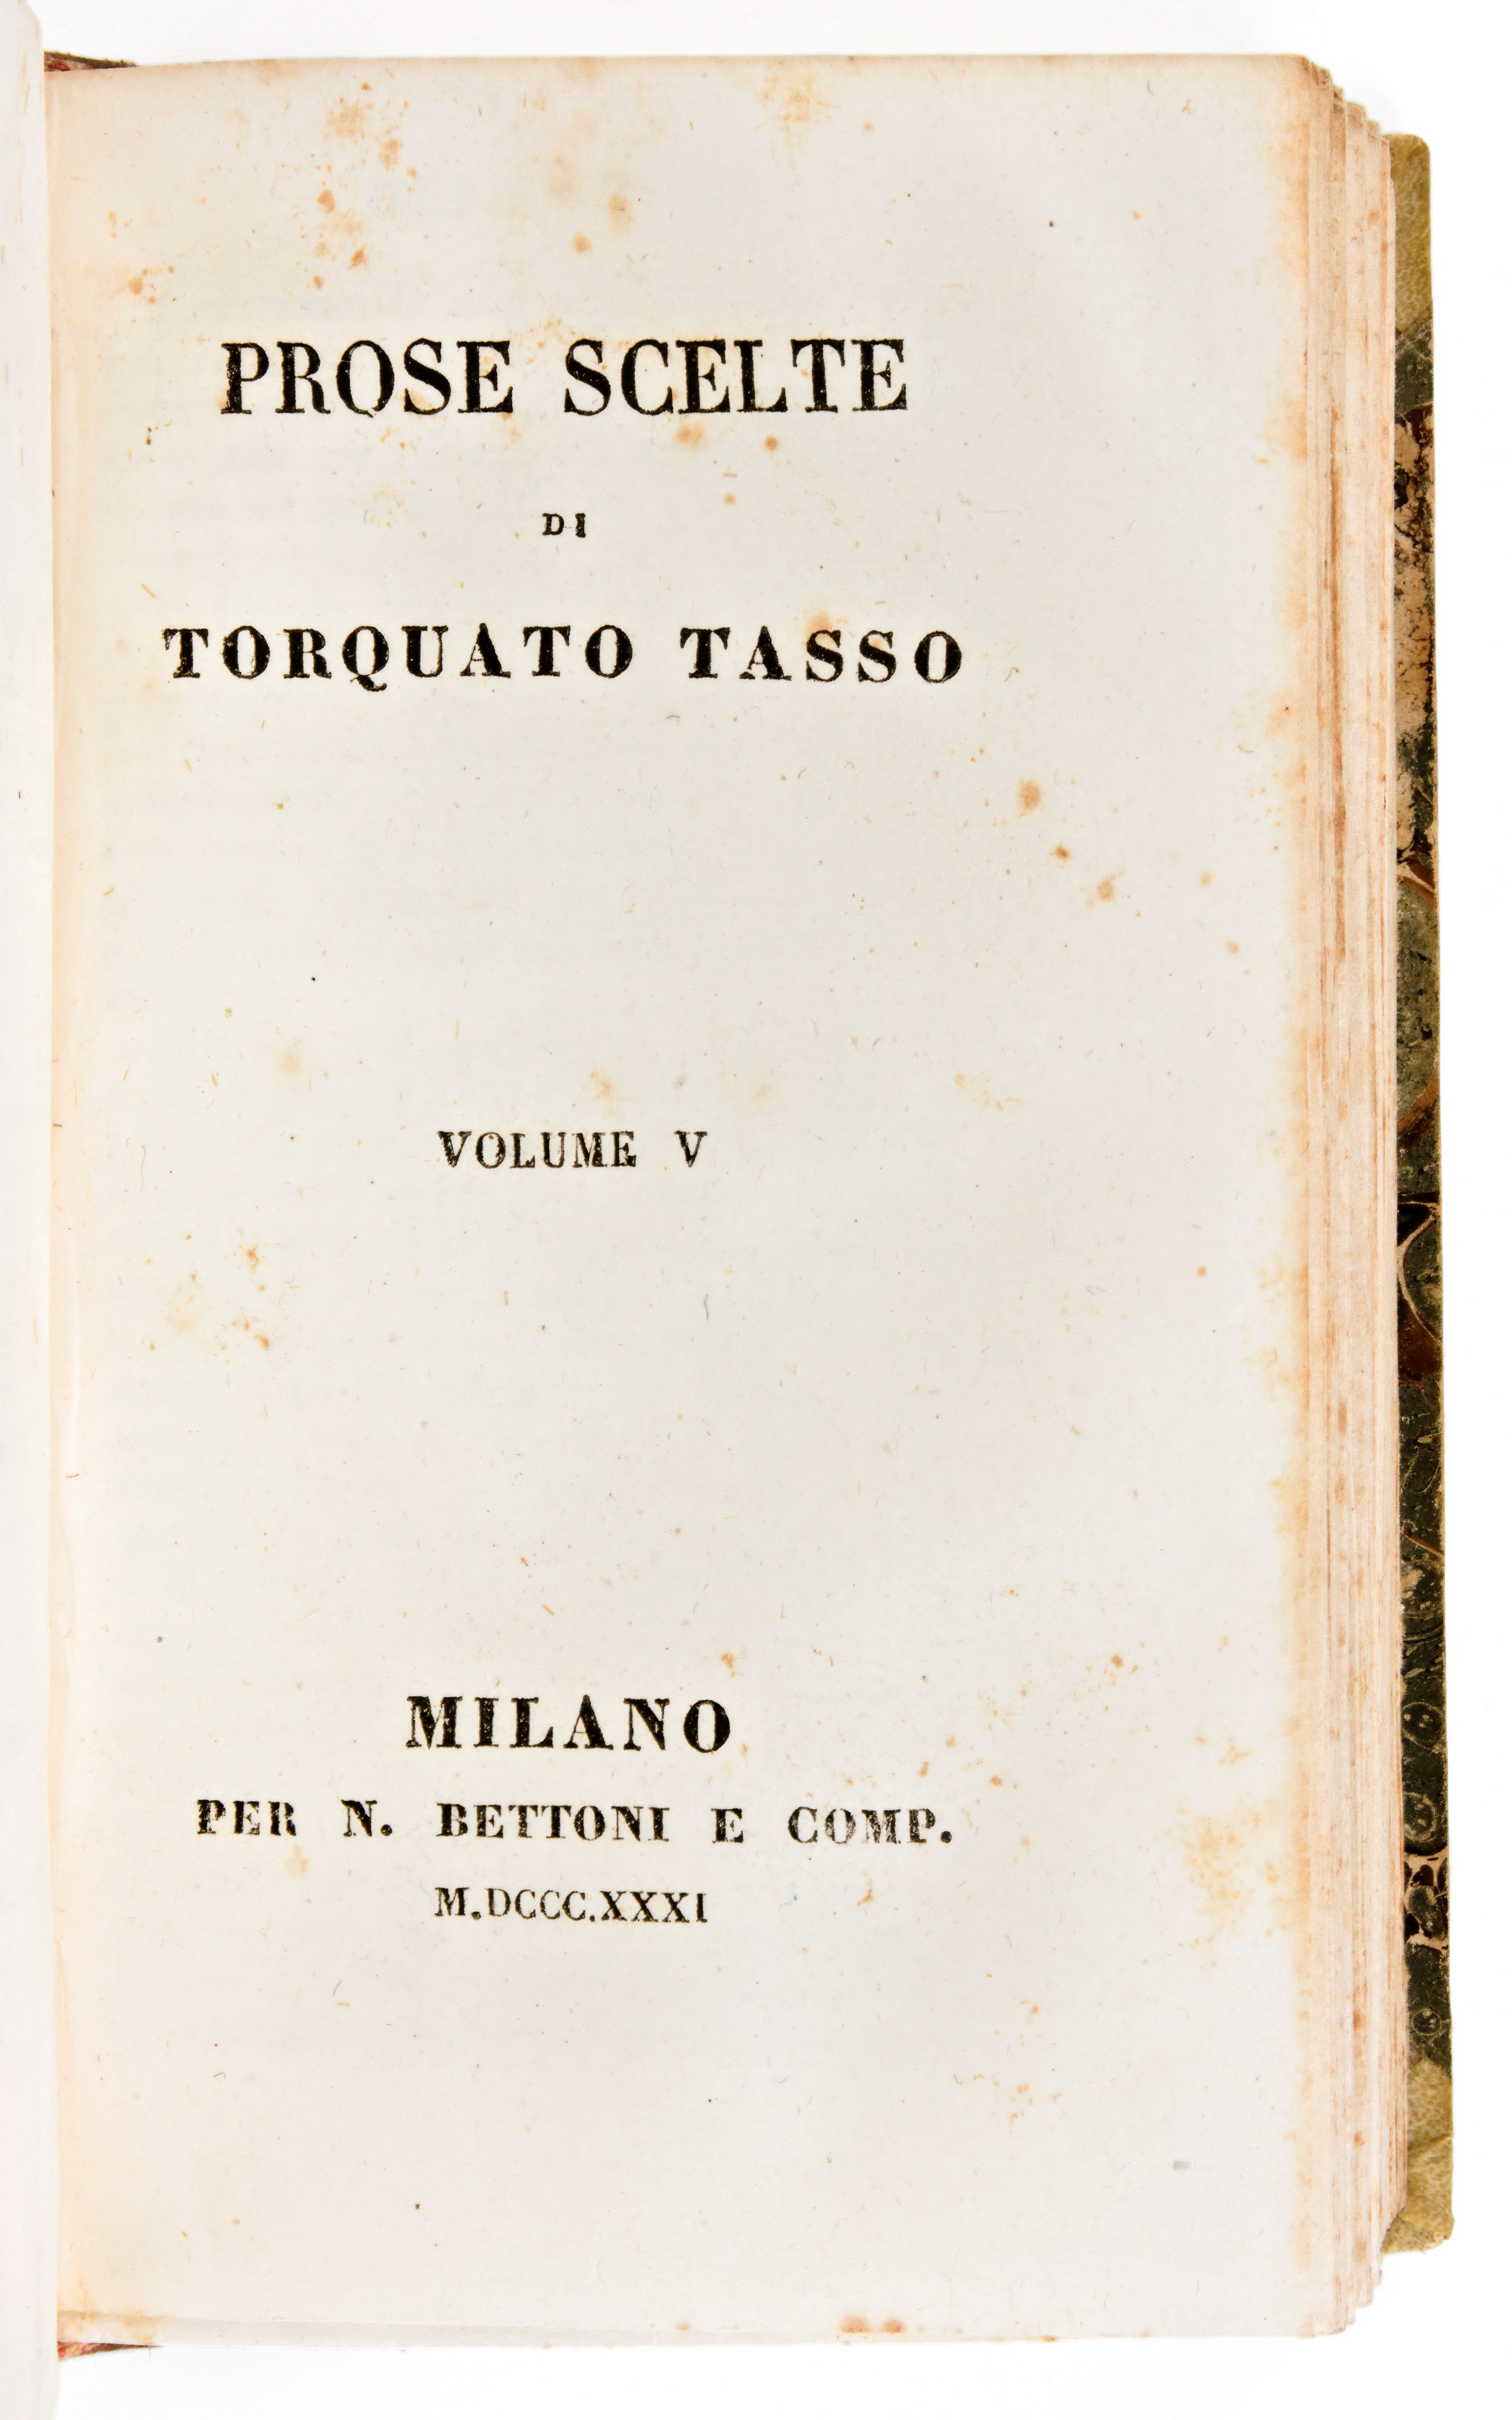 PROSE SCELTE
DI
TORQUATO TASSO
VOLUME V
MILANO
PER N. BETTONI E COMP.
M.DCCC.XXXI